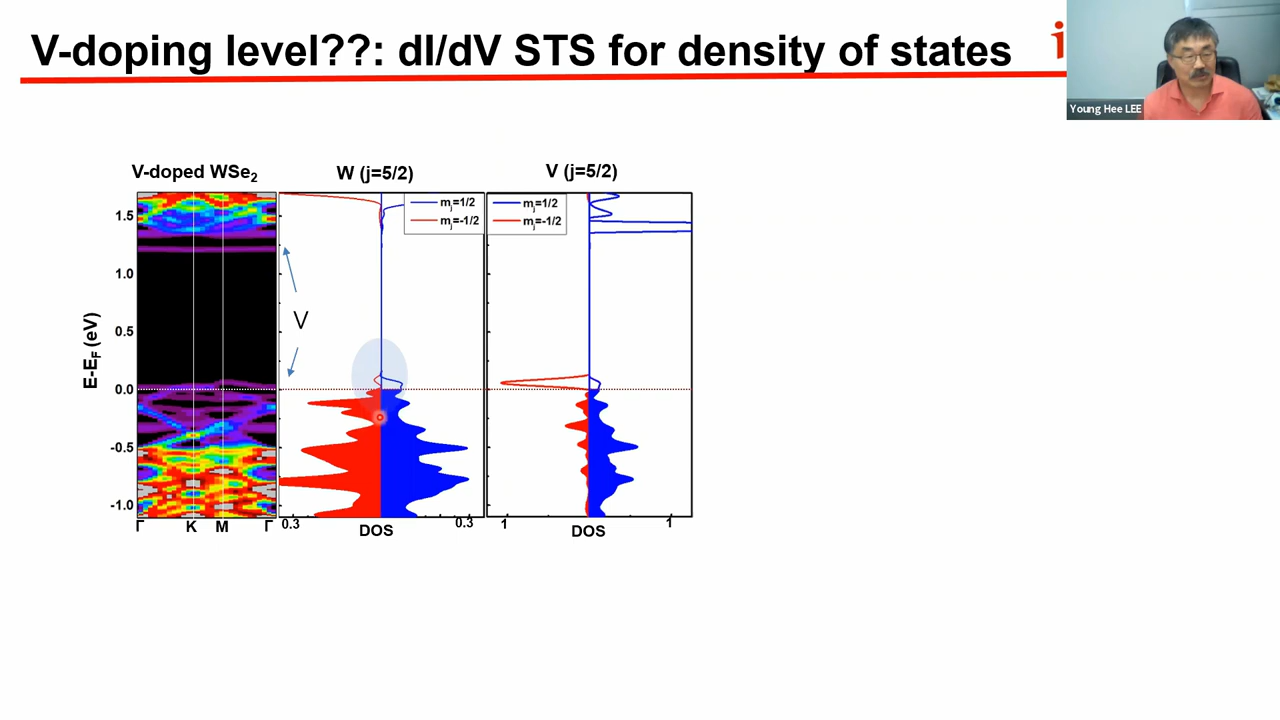 V-doping level??: dI/dV STS for density of states
i
Young Hee LEE
V-doped WSe2
W (j=5/2)
V (j=5/2)
mj=1/2
mj=-1/2
mj=1/2
mj=-1/2
E-EF (eV)
1.5
1.0
0.5
0.0
-0.5
-1.0
V
Γ K M Γ
0.3 DOS 0.3
1 DOS 1